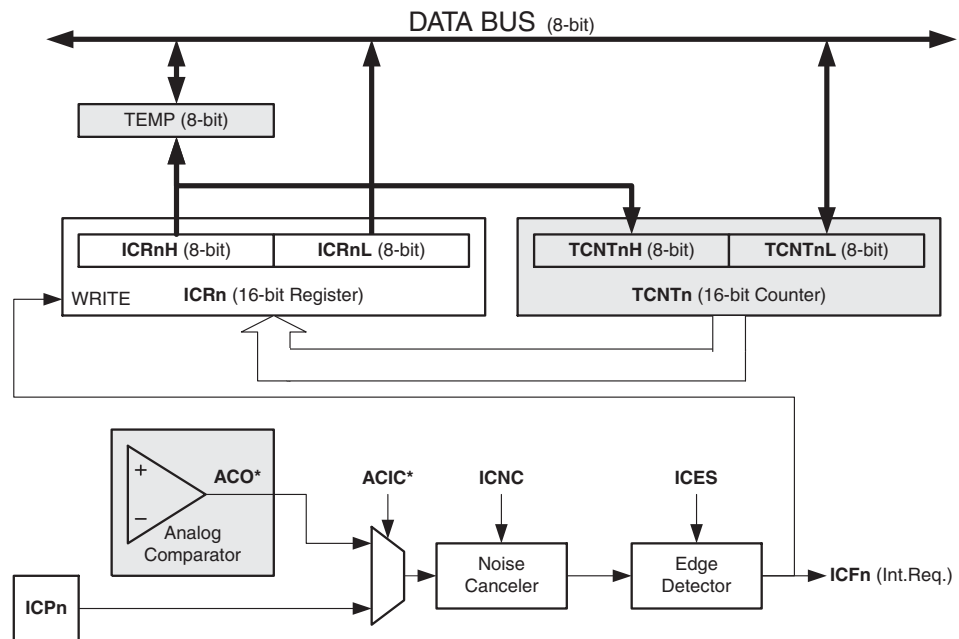 DATA BUS (8-bit)
TEMP (8-bit)
ICRnH (8-bit)
ICRnL (8-bit)
TCNTnH (8-bit)
TCNTnL (8-bit)
WRITE
ICRn (16-bit Register)
TCNTn (16-bit Counter)
+
ACO*
ACIC*
ICNC
ICES
−
Analog
Comparator
Noise
Canceler
Edge
Detector
ICFn (Int.Req.)
ICPn